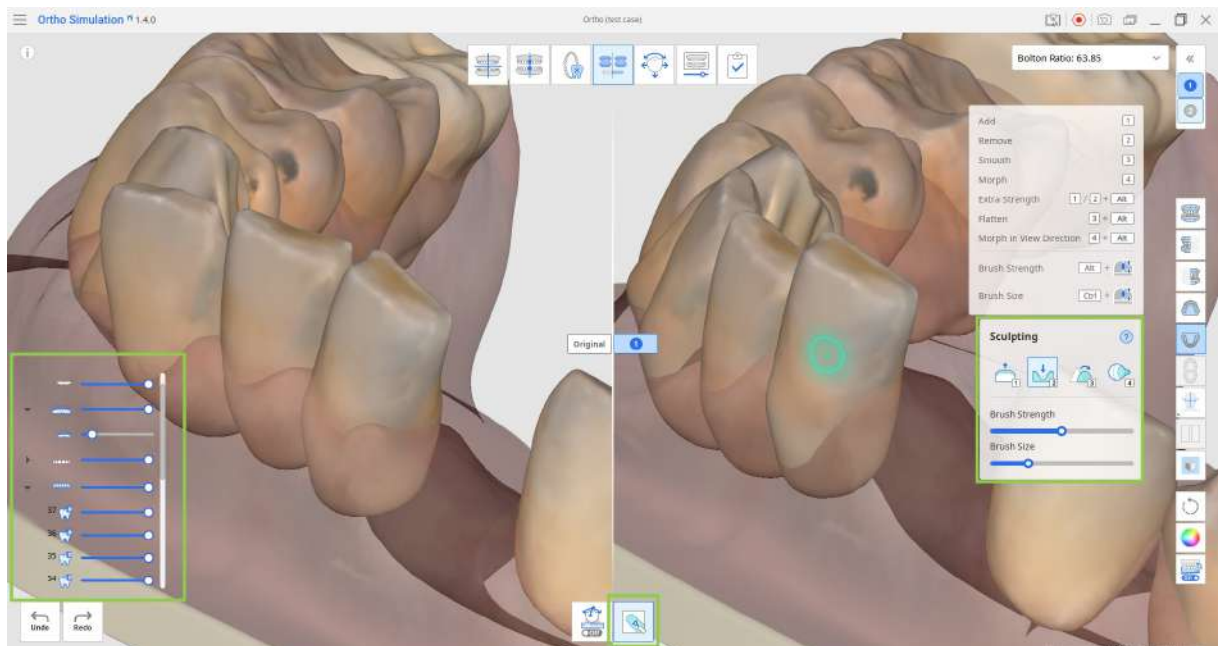 Ortho Simulation 1.4.0
Ortho (test case)
Bolton Ratio: 63.85
1
2
Add 1
Remove 2
Smooth 3
Morph 4
Extra Strength 1 / 2 + Alt
Flatten 3 + Alt
Morph in View Direction 4 + Alt
Brush Strength Alt +
Brush Size Ctrl +
Original 1
Sculpting ?
1 2 3 4
Brush Strength
Brush Size
37
36
35
34
Undo Redo
Off